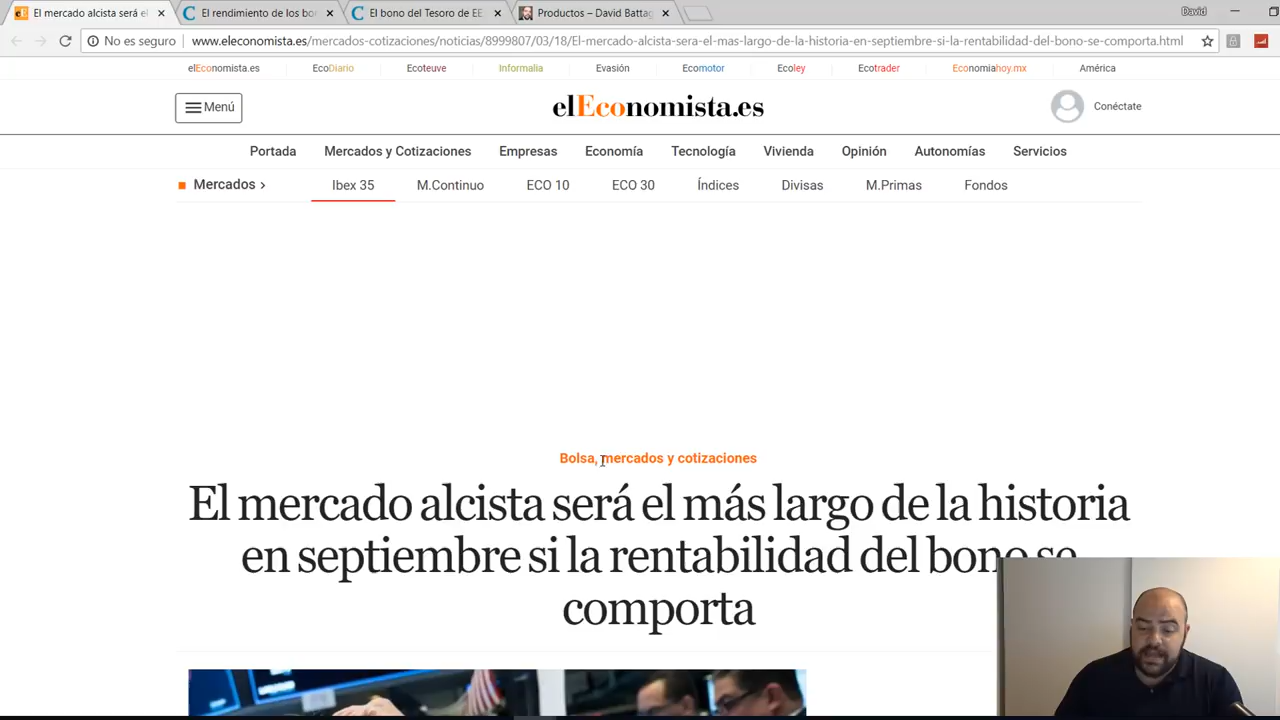 El mercado alcista será el
El rendimiento de los bo
El bono del Tesoro de EE
Productos – David Battag
David
No es seguro
www.eleconomista.es/mercados-cotizaciones/noticias/8999807/03/18/El-mercado-alcista-sera-el-mas-largo-de-la-historia-en-septiembre-si-la-rentabilidad-del-bono-se-comporta.html
elEconomista.es EcoDiario Ecoteuve Informalia Evasión Ecomotor Ecoley Ecotrader Economiahoy.mx América
Menú
elEconomista.es
Conéctate
Portada Mercados y Cotizaciones Empresas Economía Tecnología Vivienda Opinión Autonomías Servicios
Mercados > Ibex 35 M.Continuo ECO 10 ECO 30 Índices Divisas M.Primas Fondos
Bolsa, mercados y cotizaciones
El mercado alcista será el más largo de la historia
en septiembre si la rentabilidad del bono se
comporta